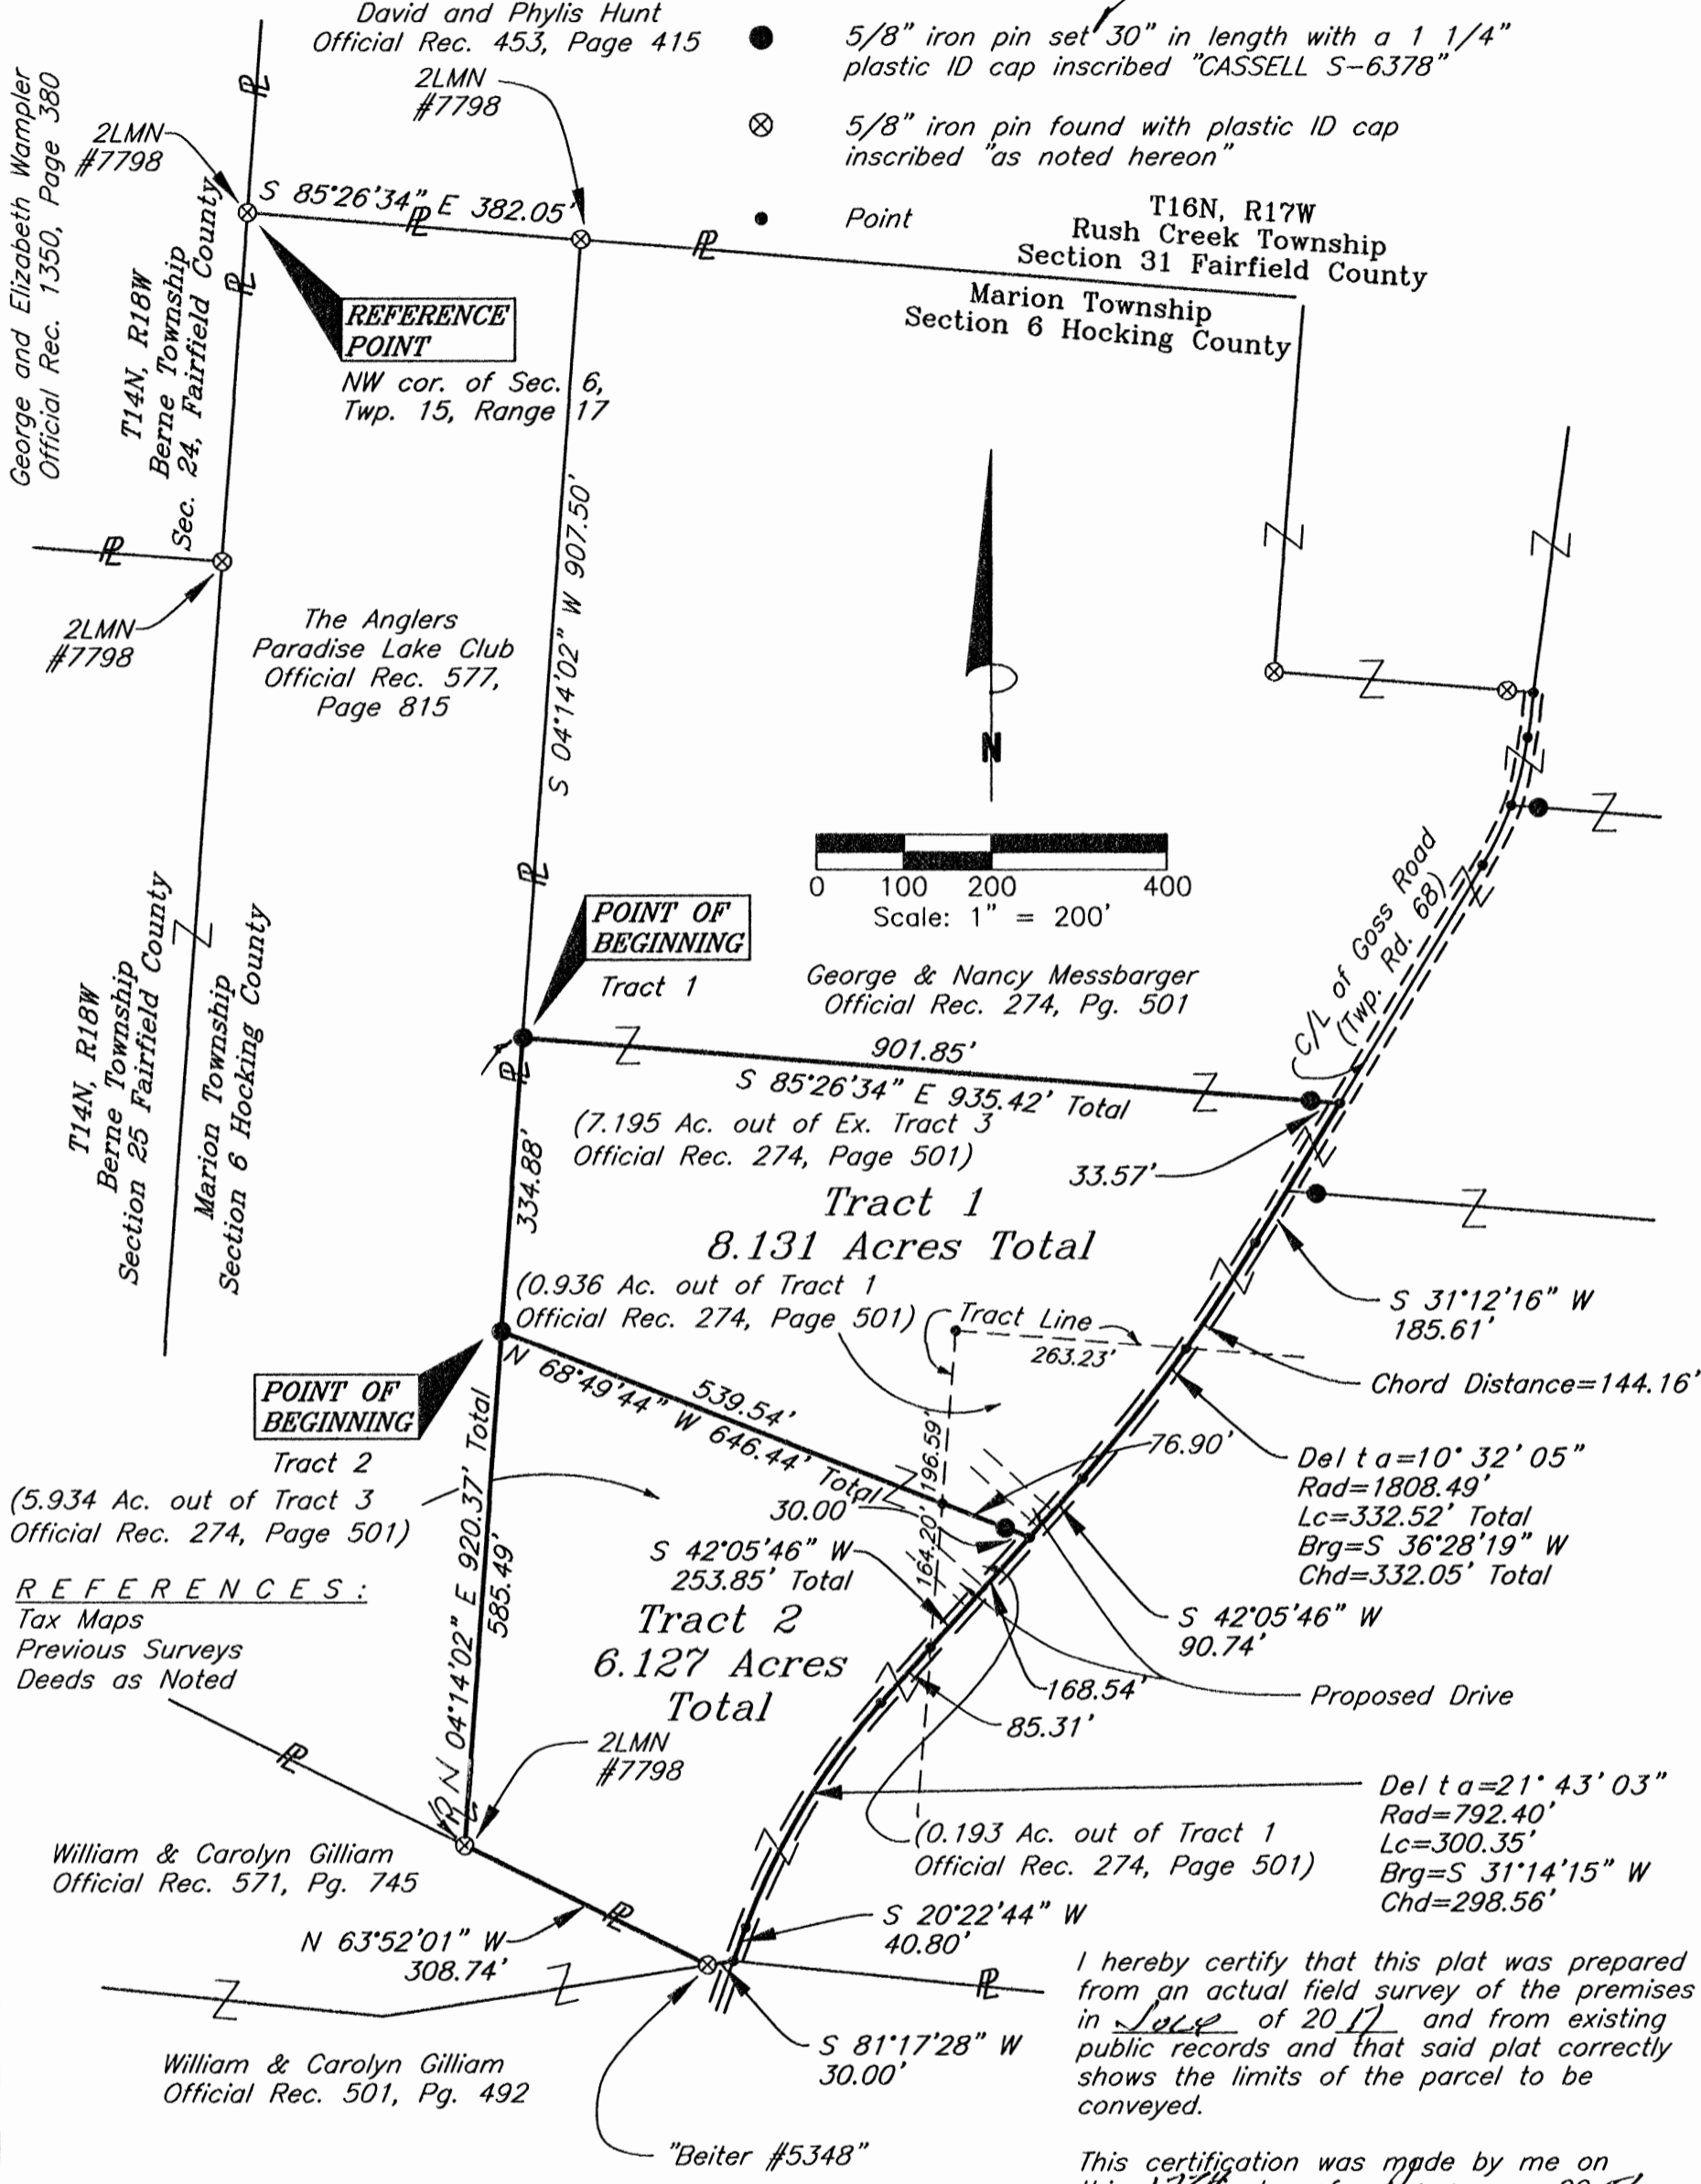 David and Phylis Hunt
Official Rec. 453, Page 415
5/8" iron pin set 30" in length with a 1 1/4"
plastic ID cap inscribed "CASSELL S-6378"
5/8" iron pin found with plastic ID cap
inscribed "as noted hereon"
Point
George and Elizabeth Wampler
Official Rec. 1350, Page 380
2LMN
#7798
2LMN
#7798
S 85°26'34" E 382.05'
T16N, R17W
Rush Creek Township
Section 31 Fairfield County
Marion Township
Section 6 Hocking County
T14N, R18W
Berne Township
Sec. 24, Fairfield County
REFERENCE
POINT
NW cor. of Sec. 6,
Twp. 15, Range 17
2LMN
#7798
The Anglers
Paradise Lake Club
Official Rec. 577,
Page 815
S 04°14'02" W 907.50'
N
0 100 200 400
Scale: 1" = 200'
T14N, R18W
Berne Township
Section 25 Fairfield County
Marion Township
Section 6 Hocking County
POINT OF
BEGINNING
Tract 1
George & Nancy Messbarger
Official Rec. 274, Pg. 501
C/L of Goss Road
(Twp. Rd. 68)
901.85'
S 85°26'34" E 935.42' Total
(7.195 Ac. out of Ex. Tract 3
Official Rec. 274, Page 501)
33.57'
334.88'
Tract 1
8.131 Acres Total
(0.936 Ac. out of Tract 1
Official Rec. 274, Page 501)
Tract Line
263.23'
S 31°12'16" W
185.61'
Chord Distance=144.16'
POINT OF
BEGINNING
Tract 2
(5.934 Ac. out of Tract 3
Official Rec. 274, Page 501)
539.54'
N 68°49'44" W 646.44' Total
196.59'
76.90'
30.00
164.20'
Delta=10°32'05"
Rad=1808.49'
Lc=332.52' Total
Brg=S 36°28'19" W
Chd=332.05' Total
S 42°05'46" W
253.85' Total
S 42°05'46" W
90.74'
N 04°14'02" E 920.37' Total
585.49'
REFERENCES:
Tax Maps
Previous Surveys
Deeds as Noted
Tract 2
6.127 Acres
Total
168.54'
85.31'
Proposed Drive
2LMN
#7798
Delta=21°43'03"
Rad=792.40'
Lc=300.35'
Brg=S 31°14'15" W
Chd=298.56'
(0.193 Ac. out of Tract 1
Official Rec. 274, Page 501)
William & Carolyn Gilliam
Official Rec. 571, Pg. 745
N 63°52'01" W
308.74'
S 20°22'44" W
40.80'
S 81°17'28" W
30.00'
William & Carolyn Gilliam
Official Rec. 501, Pg. 492
"Beiter #5348"
I hereby certify that this plat was prepared
from an actual field survey of the premises
in of 20 17 and from existing
public records and that said plat correctly
shows the limits of the parcel to be
conveyed.
This certification was made by me on